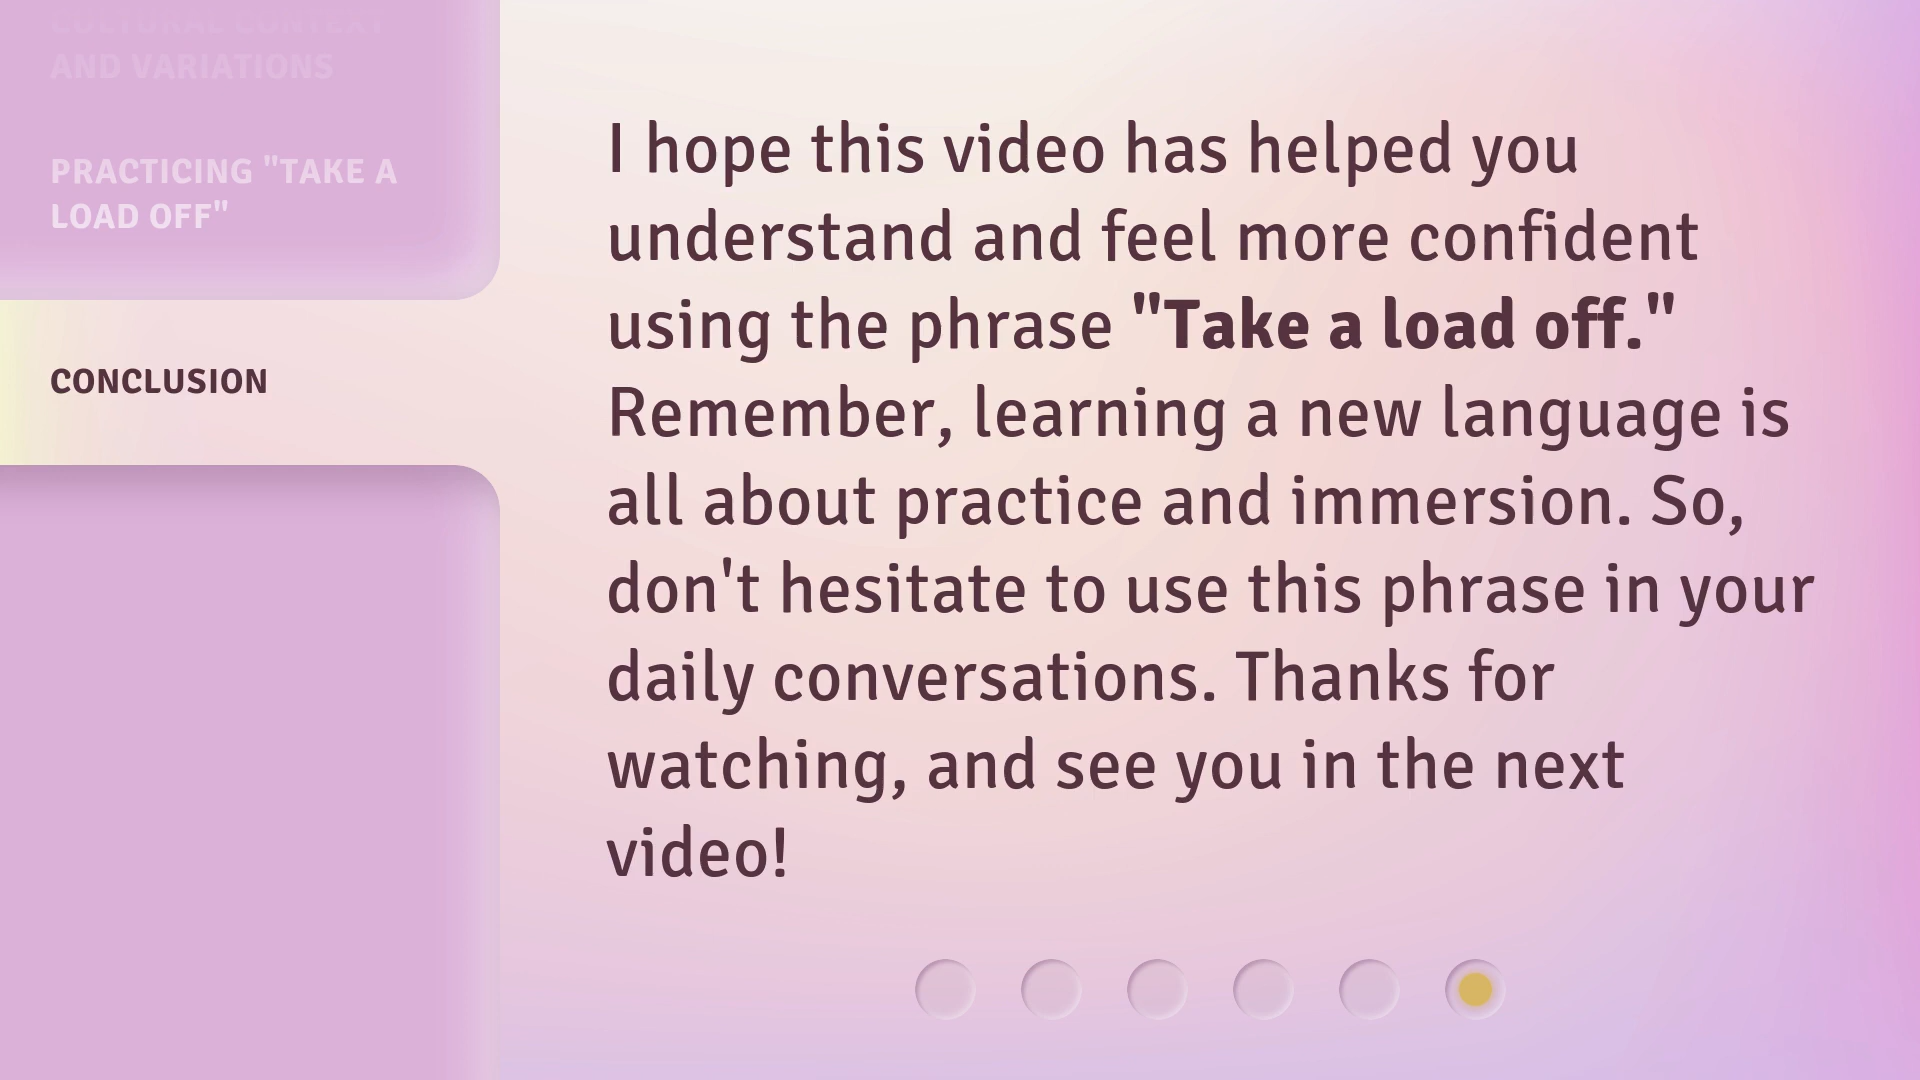 CULTURAL CONTEXT
AND VARIATIONS
PRACTICING "TAKE A
LOAD OFF"
CONCLUSION
I hope this video has helped you
understand and feel more confident
using the phrase "Take a load off."
Remember, learning a new language is
all about practice and immersion. So,
don't hesitate to use this phrase in your
daily conversations. Thanks for
watching, and see you in the next
video!